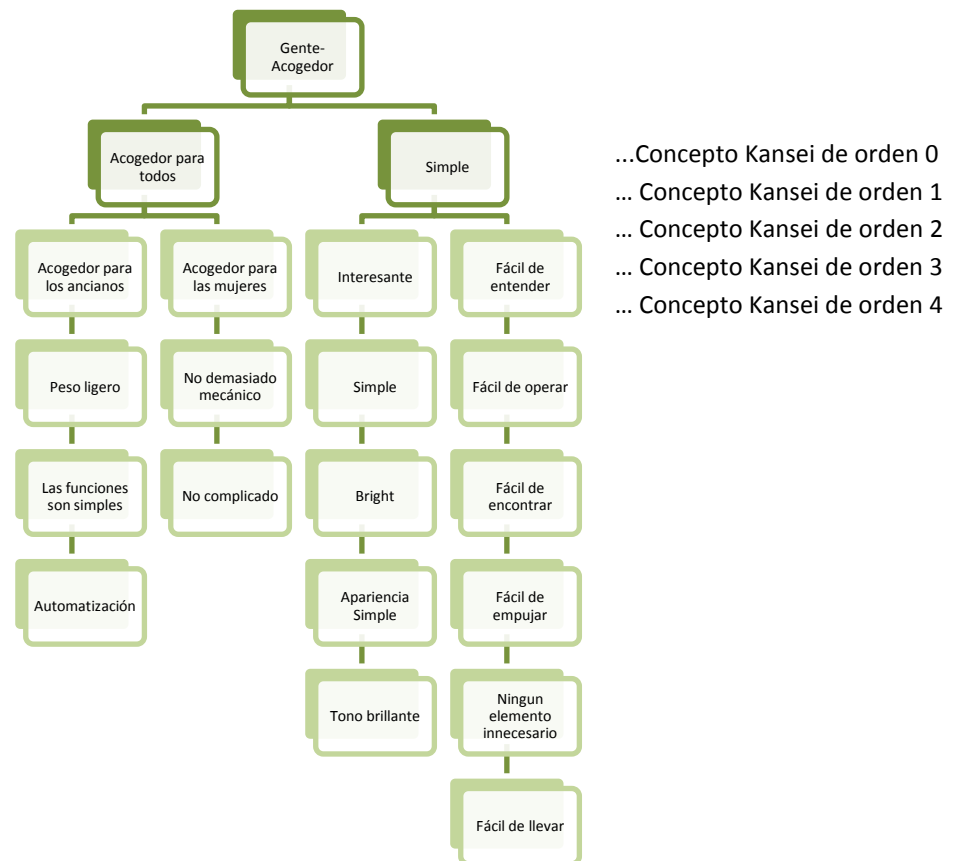 Gente-
Acogedor
Acogedor para
todos
Simple
...Concepto Kansei de orden 0
... Concepto Kansei de orden 1
... Concepto Kansei de orden 2
... Concepto Kansei de orden 3
... Concepto Kansei de orden 4
Acogedor para
los ancianos
Acogedor para
las mujeres
Interesante
Fácil de
entender
Peso ligero
No demasiado
mecánico
Simple
Fácil de operar
Las funciones
son simples
No complicado
Bright
Fácil de
encontrar
Automatización
Apariencia
Simple
Fácil de
empujar
Tono brillante
Ningun
elemento
innecesario
Fácil de llevar